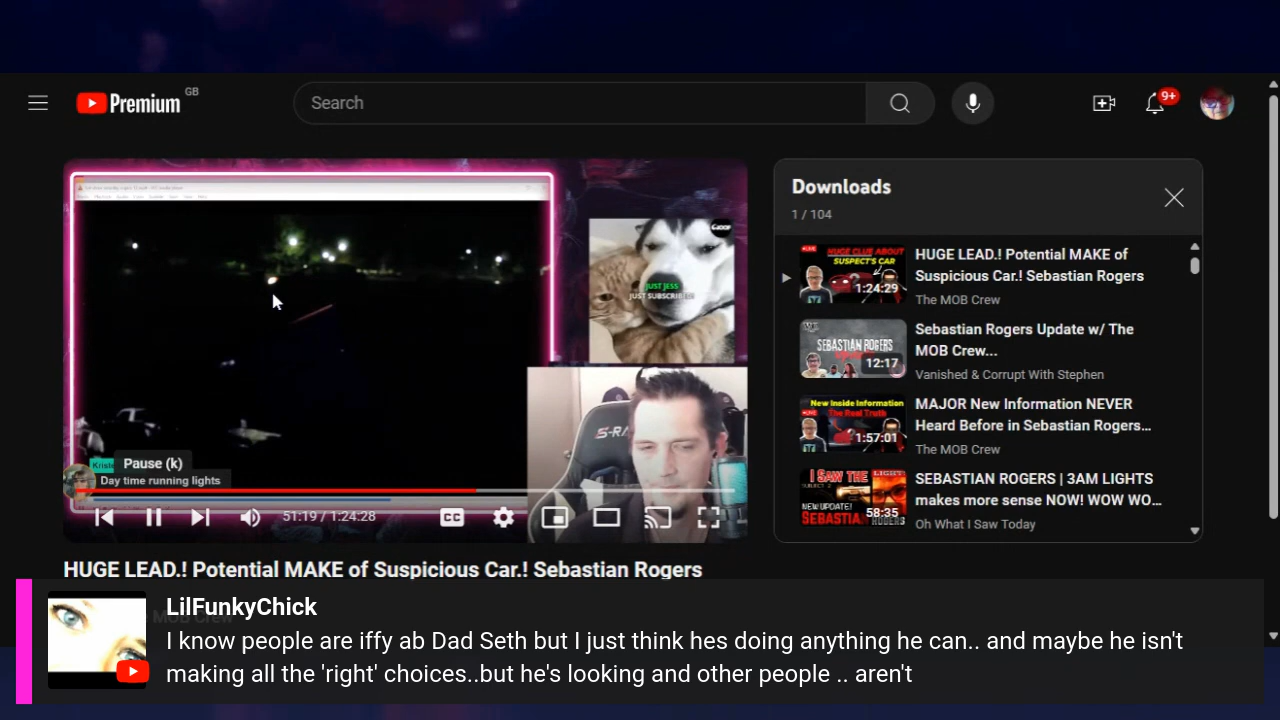 Premium GB
Search
9+
Downloads
1 / 104
HUGE CLUE ABOUT
SUSPECT'S CAR
1:24:29
HUGE LEAD.! Potential MAKE of
Suspicious Car.! Sebastian Rogers
The MOB Crew
SEBASTIAN ROGERS
12:17
Sebastian Rogers Update w/ The
MOB Crew...
Vanished & Corrupt With Stephen
New Inside Information
The Real Truth
1:57:01
MAJOR New Information NEVER
Heard Before in Sebastian Rogers...
The MOB Crew
I SAW THE
LIGHT
NEW UPDATE!
SEBASTIAN ROGERS
58:35
SEBASTIAN ROGERS | 3AM LIGHTS
makes more sense NOW! WOW WO...
Oh What I Saw Today
JUST JESS
JUST SUBSCRIBED
S-RA
Pause (k)
Day time running lights
51:19 / 1:24:28
CC
HUGE LEAD.! Potential MAKE of Suspicious Car.! Sebastian Rogers
MOB Crew
LilFunkyChick
I know people are iffy ab Dad Seth but I just think hes doing anything he can.. and maybe he isn't
making all the 'right' choices..but he's looking and other people .. aren't